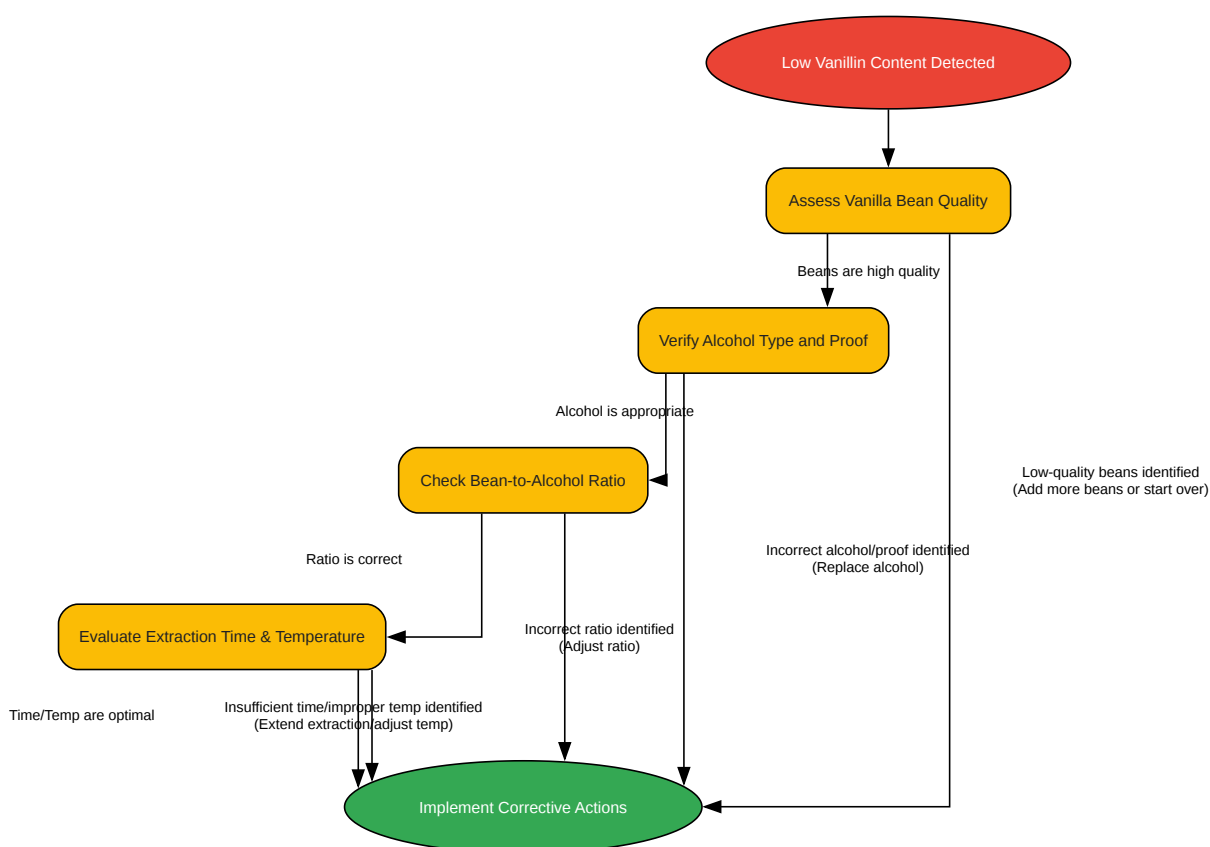 Low Vanillin Content Detected
Assess Vanilla Bean Quality
Beans are high quality
Verify Alcohol Type and Proof
Alcohol is appropriate
Low-quality beans identified
(Add more beans or start over)
Check Bean-to-Alcohol Ratio
Incorrect alcohol/proof identified
(Replace alcohol)
Ratio is correct
Incorrect ratio identified
(Adjust ratio)
Evaluate Extraction Time & Temperature
Time/Temp are optimal
Insufficient time/improper temp identified
(Extend extraction/adjust temp)
Implement Corrective Actions